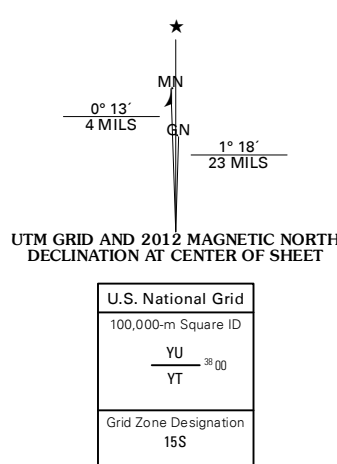 ★
MN
0° 13´
4 MILS
GN
1° 18´
23 MILS
UTM GRID AND 2012 MAGNETIC NORTH
DECLINATION AT CENTER OF SHEET
U.S. National Grid
100,000-m Square ID
YU
38 00
YT
Grid Zone Designation
15S